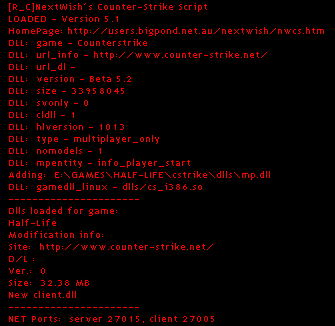 [R_C]NextWish's Counter-Strike Script
LOADED - Version 5.1
HomePage: http://users.bigpond.net.au/nextwish/nwcs.htm
DLL: game - Counterstrike
DLL: url_info - http://www.counter-strike.net/
DLL: url_dl -
DLL: version - Beta 5.2
DLL: size - 33958045
DLL: svonly - 0
DLL: cldll - 1
DLL: hlversion - 1013
DLL: type - multiplayer_only
DLL: nomodels - 1
DLL: mpentity - info_player_start
Adding: E:\GAMES\HALF-LIFE\cstrike\dlls\mp.dll
DLL: gamedll_linux - dlls/cs_i386.so
----------------------
Dlls loaded for game:
Half-Life
Modification info:
Site: http://www.counter-strike.net/
D/L :
Ver.: 0
Size: 32.38 MB
New client.dll
----------------------
NET Ports: server 27015, client 27005